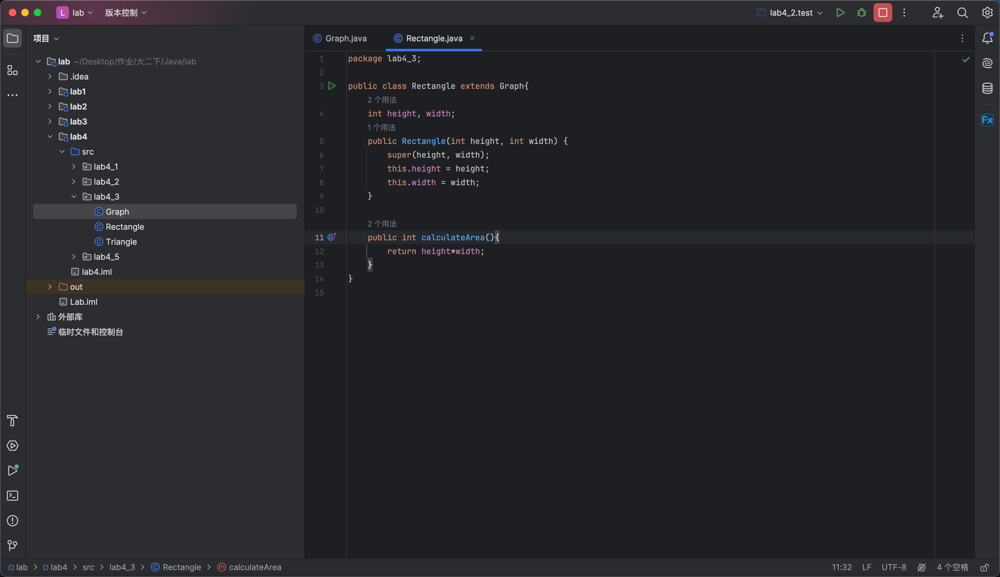 L lab 版本控制 lab4_2.test
项目
lab ~/Desktop/作业/大二下/Java/lab
.idea
lab1
lab2
lab3
lab4
src
lab4_1
lab4_2
lab4_3
Graph
Rectangle
Triangle
lab4_5
lab4.iml
out
Lab.iml
外部库
临时文件和控制台
Graph.java Rectangle.java
1 package lab4_3;
2
3 public class Rectangle extends Graph{
2 个用法
4 int height, width;
1 个用法
5 public Rectangle(int height, int width) {
6 super(height, width);
7 this.height = height;
8 this.width = width;
9 }
10
2 个用法
11 public int calculateArea(){
12 return height*width;
13 }
14 }
15
Fx
lab lab4 src lab4_3 Rectangle calculateArea 11:32 LF UTF-8 4 个空格